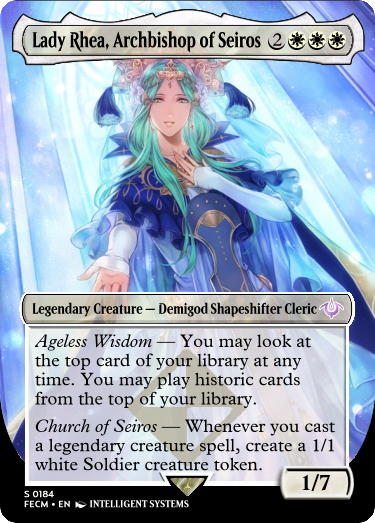 Lady Rhea, Archbishop of Seiros 2
Legendary Creature — Demigod Shapeshifter Cleric
Ageless Wisdom — You may look at
the top card of your library at any
time. You may play historic cards
from the top of your library.
Church of Seiros — Whenever you cast
a legendary creature spell, create a 1/1
white Soldier creature token.
1/7
S 0184
FECM • EN INTELLIGENT SYSTEMS